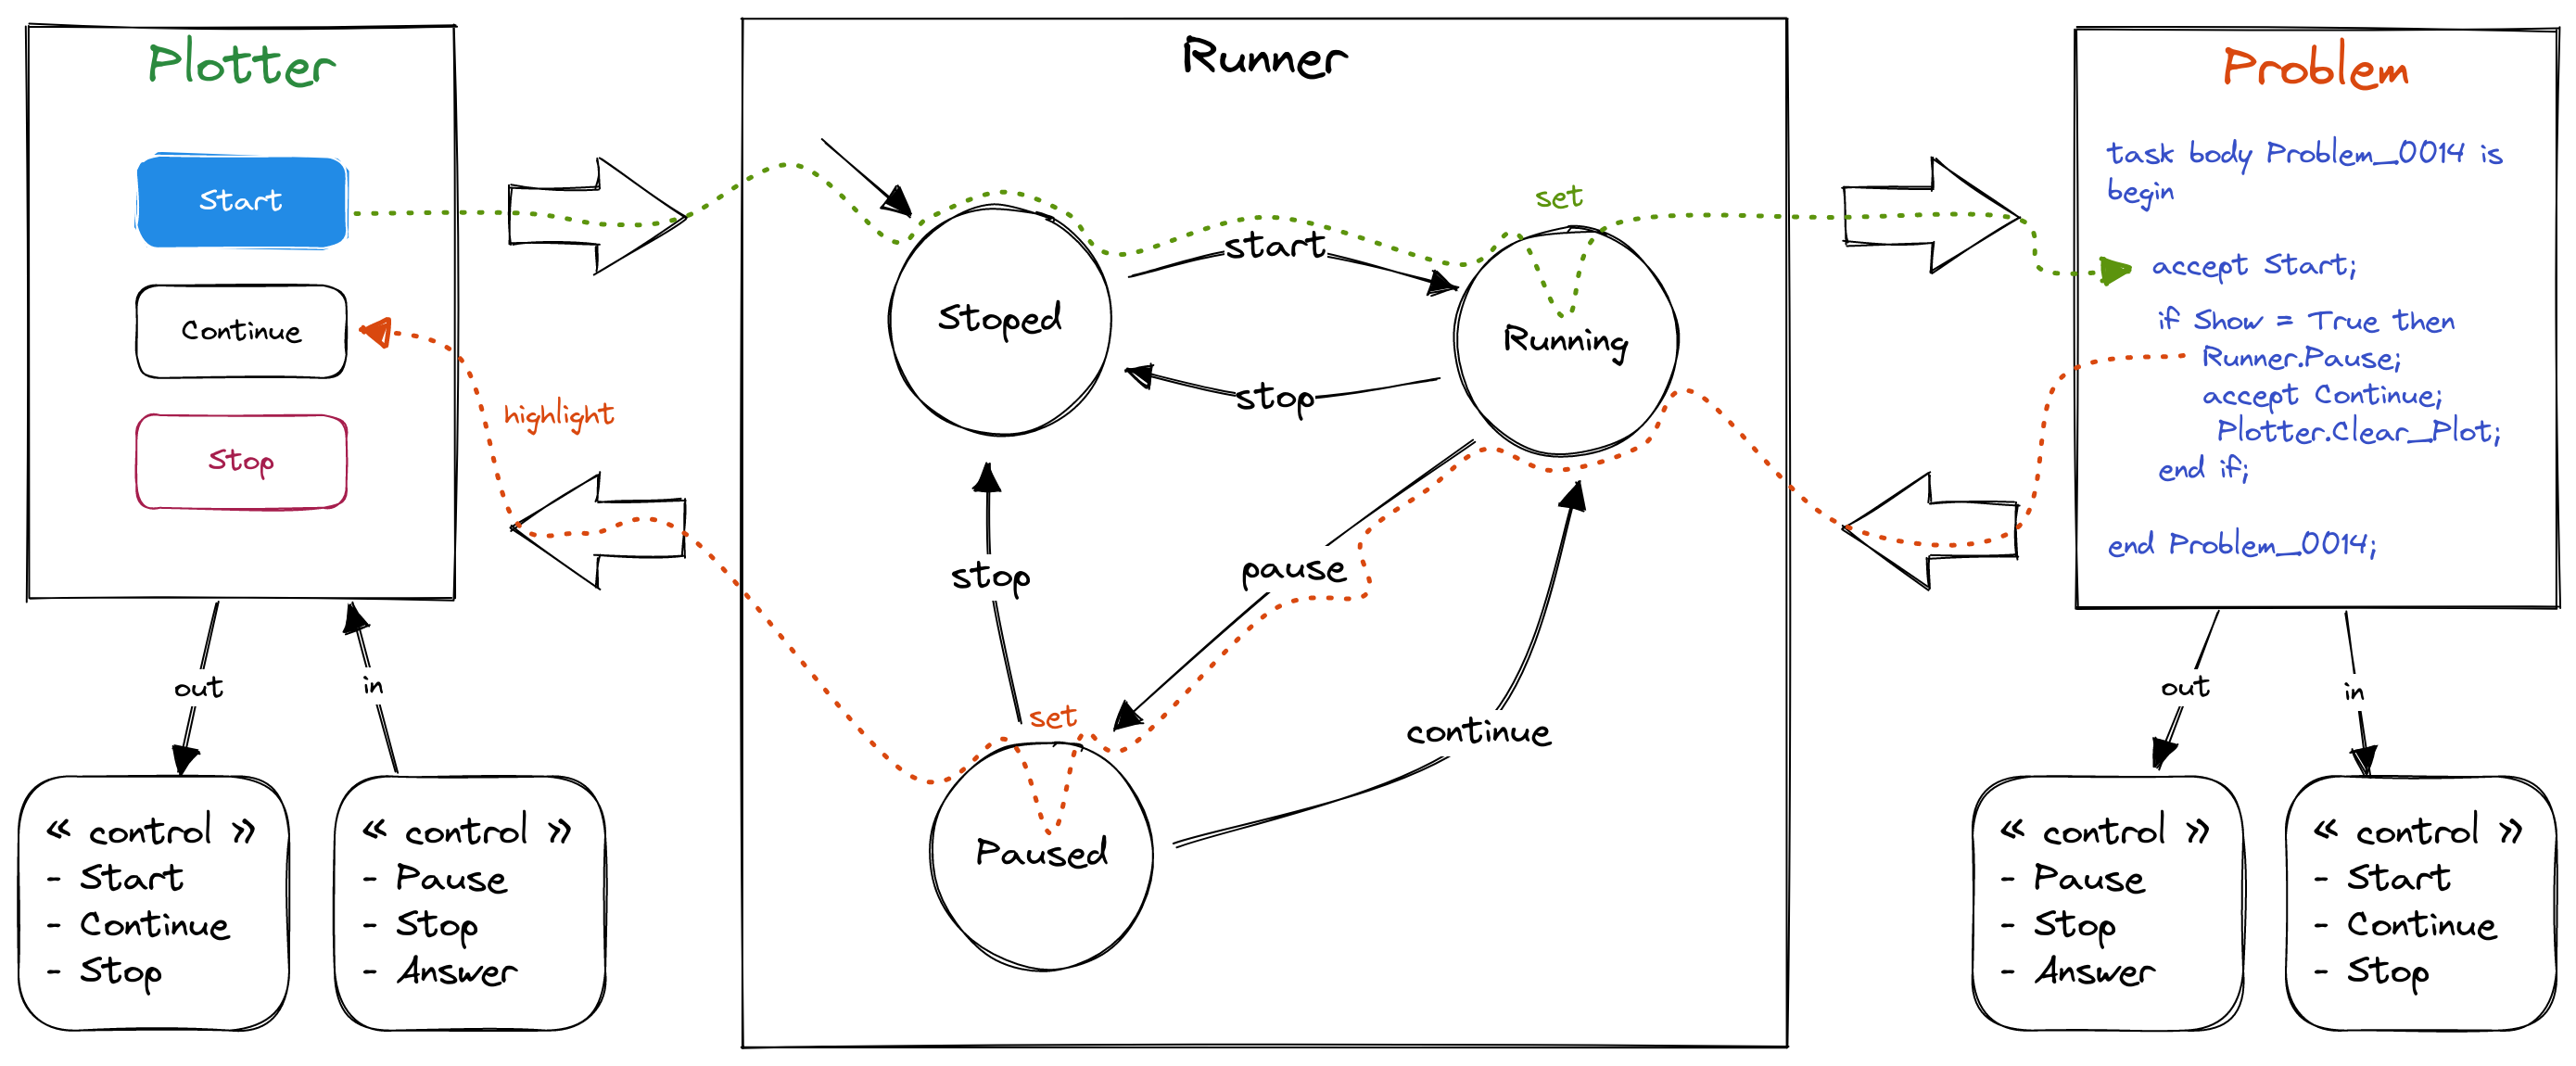 Plotter
Start
Continue
Stop
highlight
out
in
« control »
- Start
- Continue
- Stop
« control »
- Pause
- Stop
- Answer
Runner
Stoped
start
set
Running
stop
stop
pause
set
continue
Paused
Problem
task body Problem_0014 is
begin
accept Start;
if Show = True then
Runner.Pause;
accept Continue;
Plotter.Clear_Plot;
end if;
end Problem_0014;
out
in
« control »
- Pause
- Stop
- Answer
« control »
- Start
- Continue
- Stop